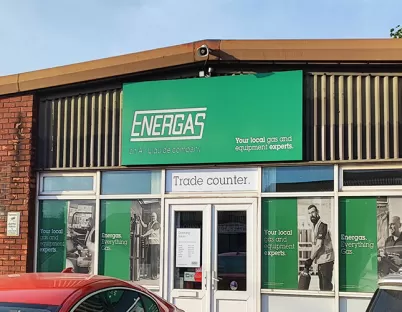 ENERGAS
Your local gas and
equipment experts.
Trade counter.
Your local
gas and
equipment
experts.
Energas.
Everything
Gas
Your local
gas and
equipment
experts.
Energas.
Everything
Gas